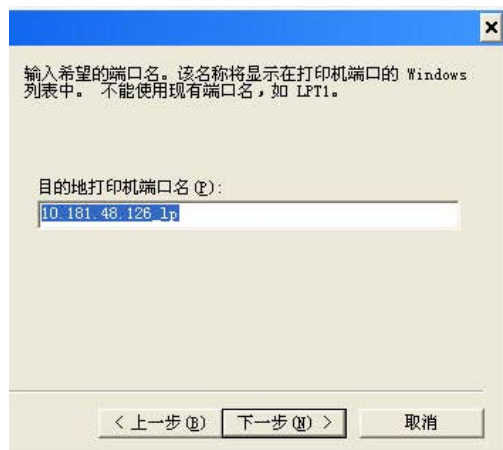 输入希望的端口名。该名称将显示在打印机端口的 Windows
列表中。 不能使用现有端口名，如 LPT1。
目的地打印机端口名(P):
10.181.48.126_lp
< 上一步(B) 下一步(N) > 取消